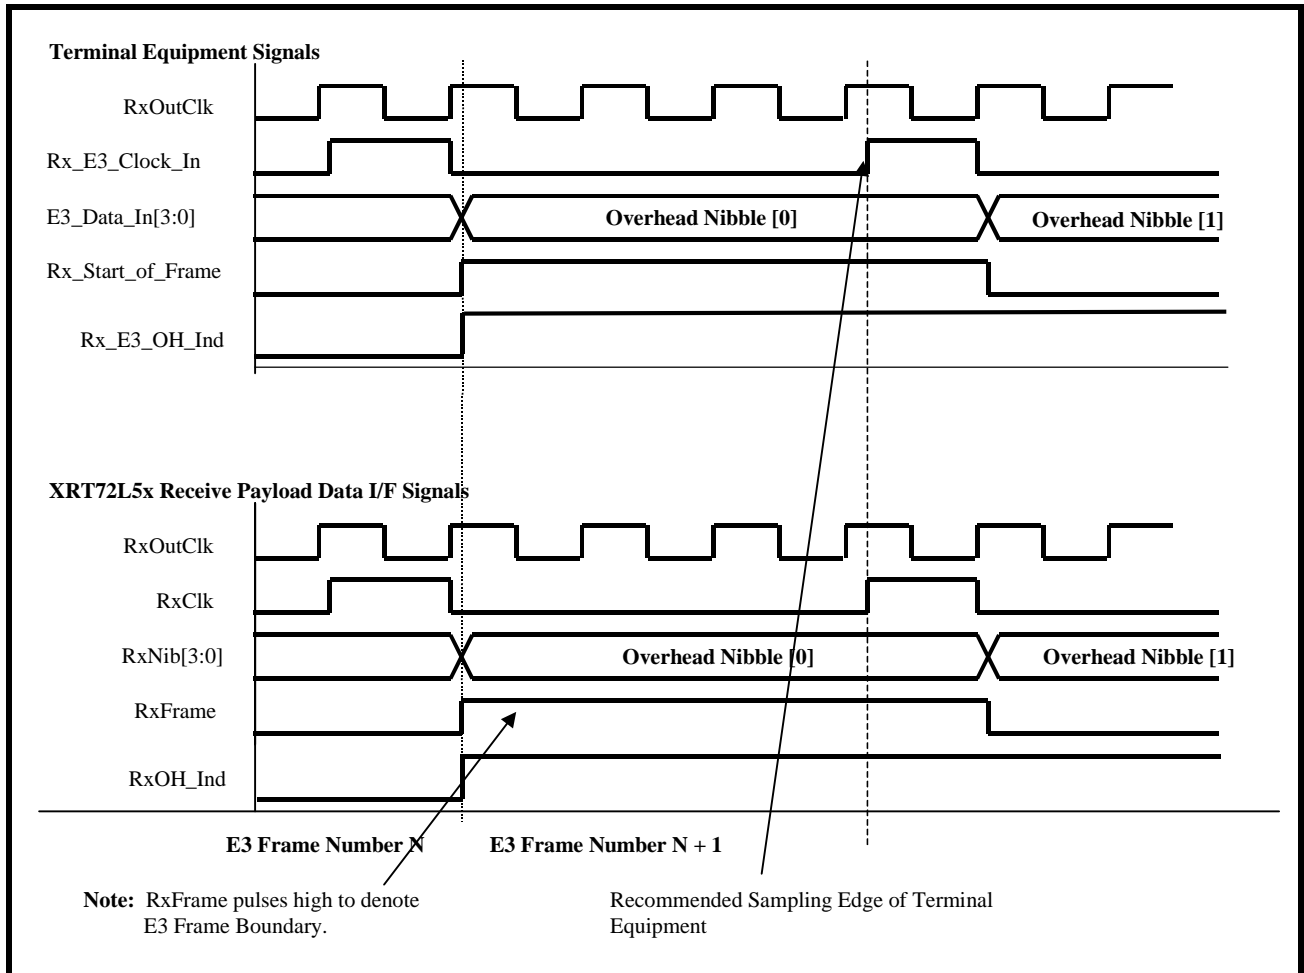 Terminal Equipment Signals
RxOutClk
Rx_E3_Clock_In
E3_Data_In[3:0]
Overhead Nibble [0]
Overhead Nibble [1]
Rx_Start_of_Frame
Rx_E3_OH_Ind
XRT72L5x Receive Payload Data I/F Signals
RxOutClk
RxClk
RxNib[3:0]
Overhead Nibble [0]
Overhead Nibble [1]
RxFrame
RxOH_Ind
E3 Frame Number N
E3 Frame Number N + 1
Note: RxFrame pulses high to denote
E3 Frame Boundary.
Recommended Sampling Edge of Terminal
Equipment